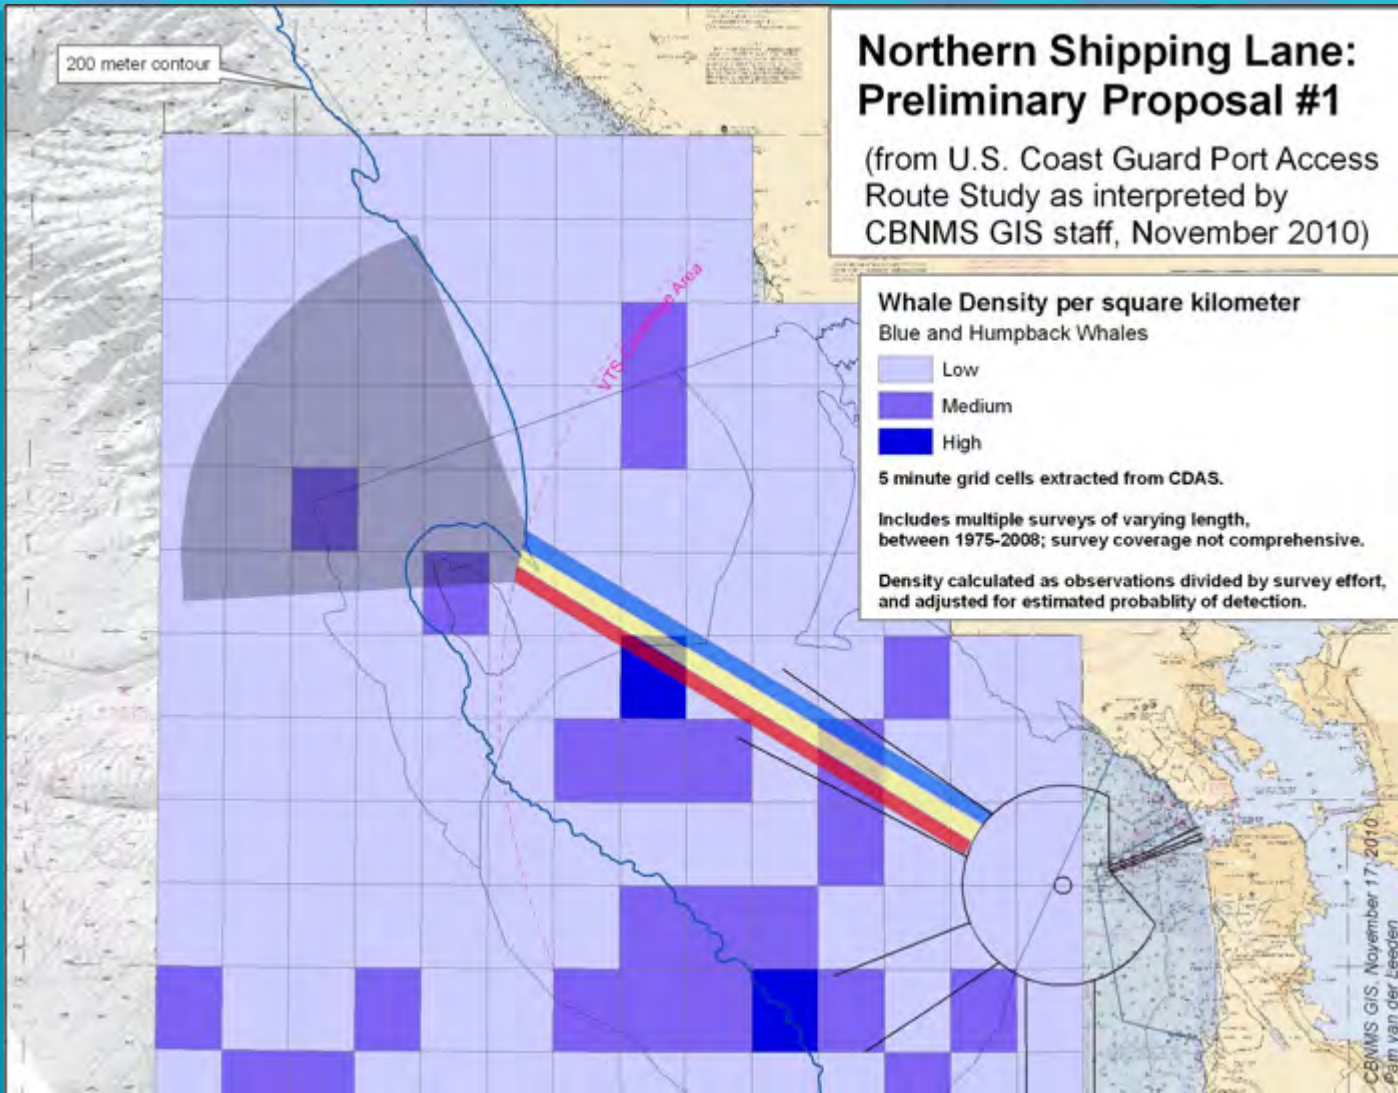 200 meter contour
Northern Shipping Lane:
Preliminary Proposal #1
(from U.S. Coast Guard Port Access
Route Study as interpreted by
CBNMS GIS staff, November 2010)
Whale Density per square kilometer
Blue and Humpback Whales
Low
Medium
High
5 minute grid cells extracted from CDAS.
Includes multiple surveys of varying length,
between 1975-2008; survey coverage not comprehensive.
Density calculated as observations divided by survey effort,
and adjusted for estimated probablity of detection.
VTS Area
CBNMS GIS, November 17, 2010
Pam van der Leeden